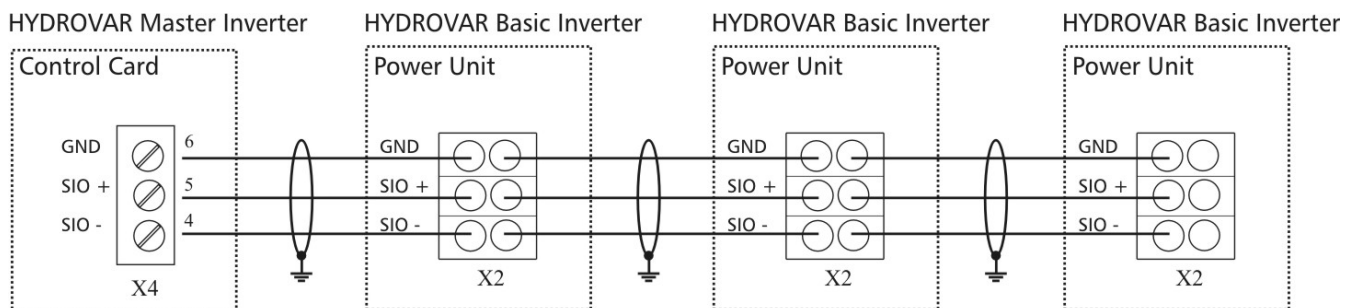 HYDROVAR Master Inverter
HYDROVAR Basic Inverter
HYDROVAR Basic Inverter
HYDROVAR Basic Inverter
Control Card
Power Unit
Power Unit
Power Unit
GND
6
GND
GND
GND
SIO +
5
SIO +
SIO +
SIO +
SIO -
4
SIO -
SIO -
SIO -
X4
X2
X2
X2